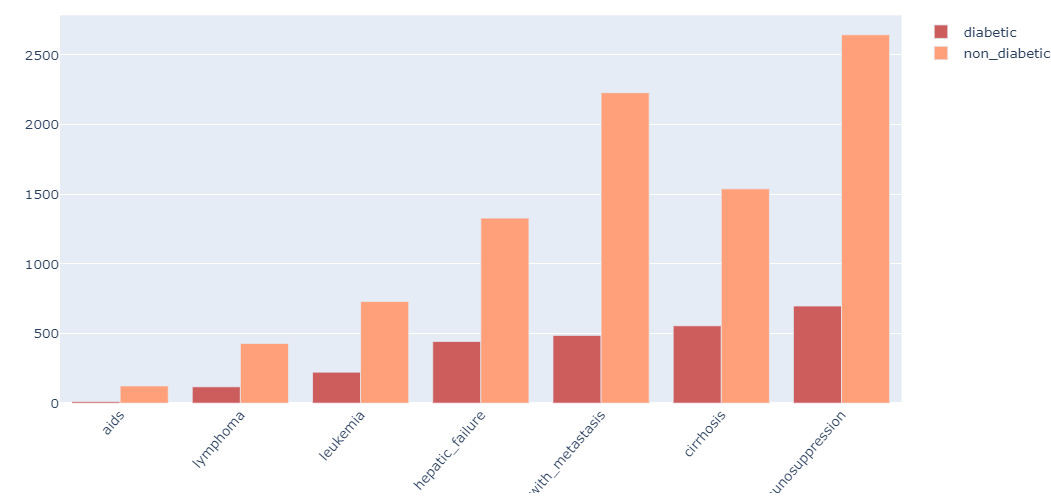 diabetic
non_diabetic
2500
2000
1500
1000
500
0
aids
lymphoma
leukemia
hepatic_failure
with_metastasis
cirrhosis
unosuppression